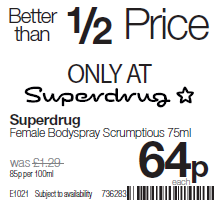 Better than ½ Price
ONLY AT
Superdrug
Superdrug
Female Bodyspray Scrumptious 75ml
was £1.29
85p per 100ml
64p
each
E1021 Subject to availability 736283